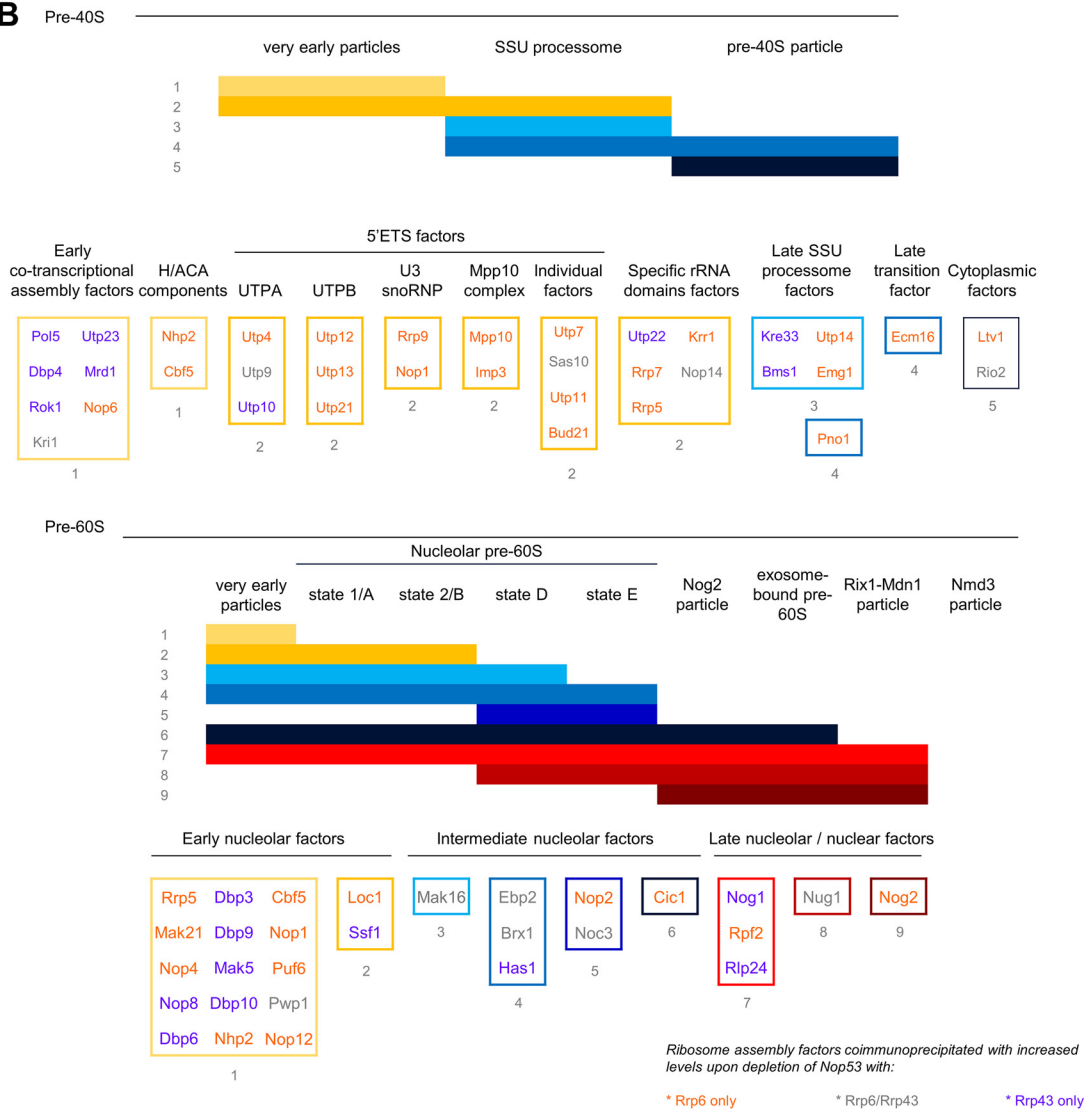 B
Pre-40S
very early particles SSU processome pre-40S particle
1
2
3
4
5
5'ETS factors
Early co-transcriptional assembly factors
H/ACA components
UTPA
UTPB
U3 snoRNP
Mpp10 complex
Individual factors
Specific rRNA domains factors
Late SSU processome factors
Late transition factor
Cytoplasmic factors
Pol5 Utp23
Dbp4 Mrd1
Rok1 Nop6
Kri1
1
Nhp2
Cbf5
1
Utp4
Utp9
Utp10
2
Utp12
Utp13
Utp21
2
Rrp9
Nop1
2
Mpp10
Imp3
2
Utp7
Sas10
Utp11
Bud21
2
Utp22 Krr1
Rrp7 Nop14
Rrp5
2
Kre33 Utp14
Bms1 Emg1
3
Pno1
4
Ecm16
4
Ltv1
Rio2
5
Pre-60S
Nucleolar pre-60S
very early particles
state 1/A
state 2/B
state D
state E
Nog2 particle
exosome-bound pre-60S
Rix1-Mdn1 particle
Nmd3 particle
1
2
3
4
5
6
7
8
9
Early nucleolar factors
Intermediate nucleolar factors
Late nucleolar / nuclear factors
Rrp5 Dbp3 Cbf5
Mak21 Dbp9 Nop1
Nop4 Mak5 Puf6
Nop8 Dbp10 Pwp1
Dbp6 Nhp2 Nop12
1
Loc1
Ssf1
2
Mak16
3
Ebp2
Brx1
Has1
4
Nop2
Noc3
5
Cic1
6
Nog1
Rpf2
Rlp24
7
Nug1
8
Nog2
9
Ribosome assembly factors coimmunoprecipitated with increased
levels upon depletion of Nop53 with:
* Rrp6 only * Rrp6/Rrp43 * Rrp43 only